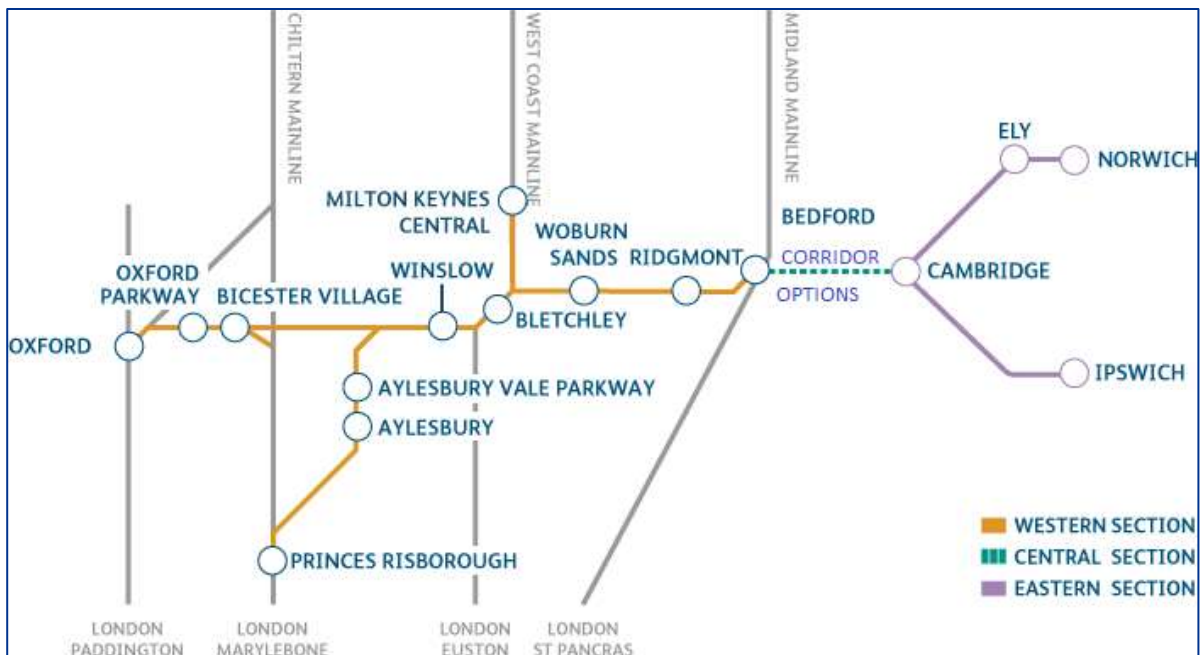 CHILTERN MAINLINE
WEST COAST MAINLINE
MIDLAND MAINLINE
ELY
NORWICH
MILTON KEYNES
CENTRAL
BEDFORD
WOBURN
SANDS
RIDGMONT
CORRIDOR
OPTIONS
CAMBRIDGE
OXFORD
PARKWAY
BICESTER VILLAGE
WINSLOW
BLETCHLEY
OXFORD
AYLESBURY VALE PARKWAY
AYLESBURY
IPSWICH
PRINCES RISBOROUGH
WESTERN SECTION
CENTRAL SECTION
EASTERN SECTION
LONDON
PADDINGTON
LONDON
MARYLEBONE
LONDON
EUSTON
LONDON
ST PANCRAS